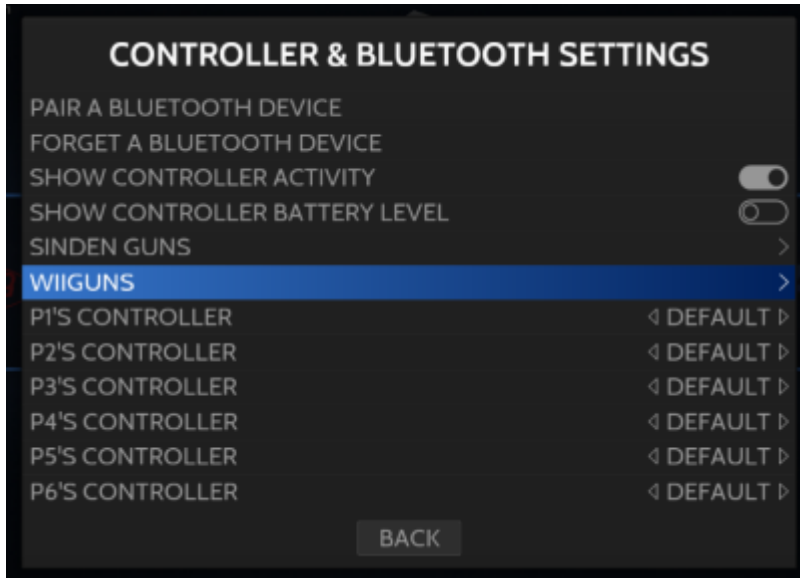 CONTROLLER & BLUETOOTH SETTINGS
PAIR A BLUETOOTH DEVICE
FORGET A BLUETOOTH DEVICE
SHOW CONTROLLER ACTIVITY
SHOW CONTROLLER BATTERY LEVEL
SINDEN GUNS
WIIGUNS
P1'S CONTROLLER DEFAULT
P2'S CONTROLLER DEFAULT
P3'S CONTROLLER DEFAULT
P4'S CONTROLLER DEFAULT
P5'S CONTROLLER DEFAULT
P6'S CONTROLLER DEFAULT
BACK